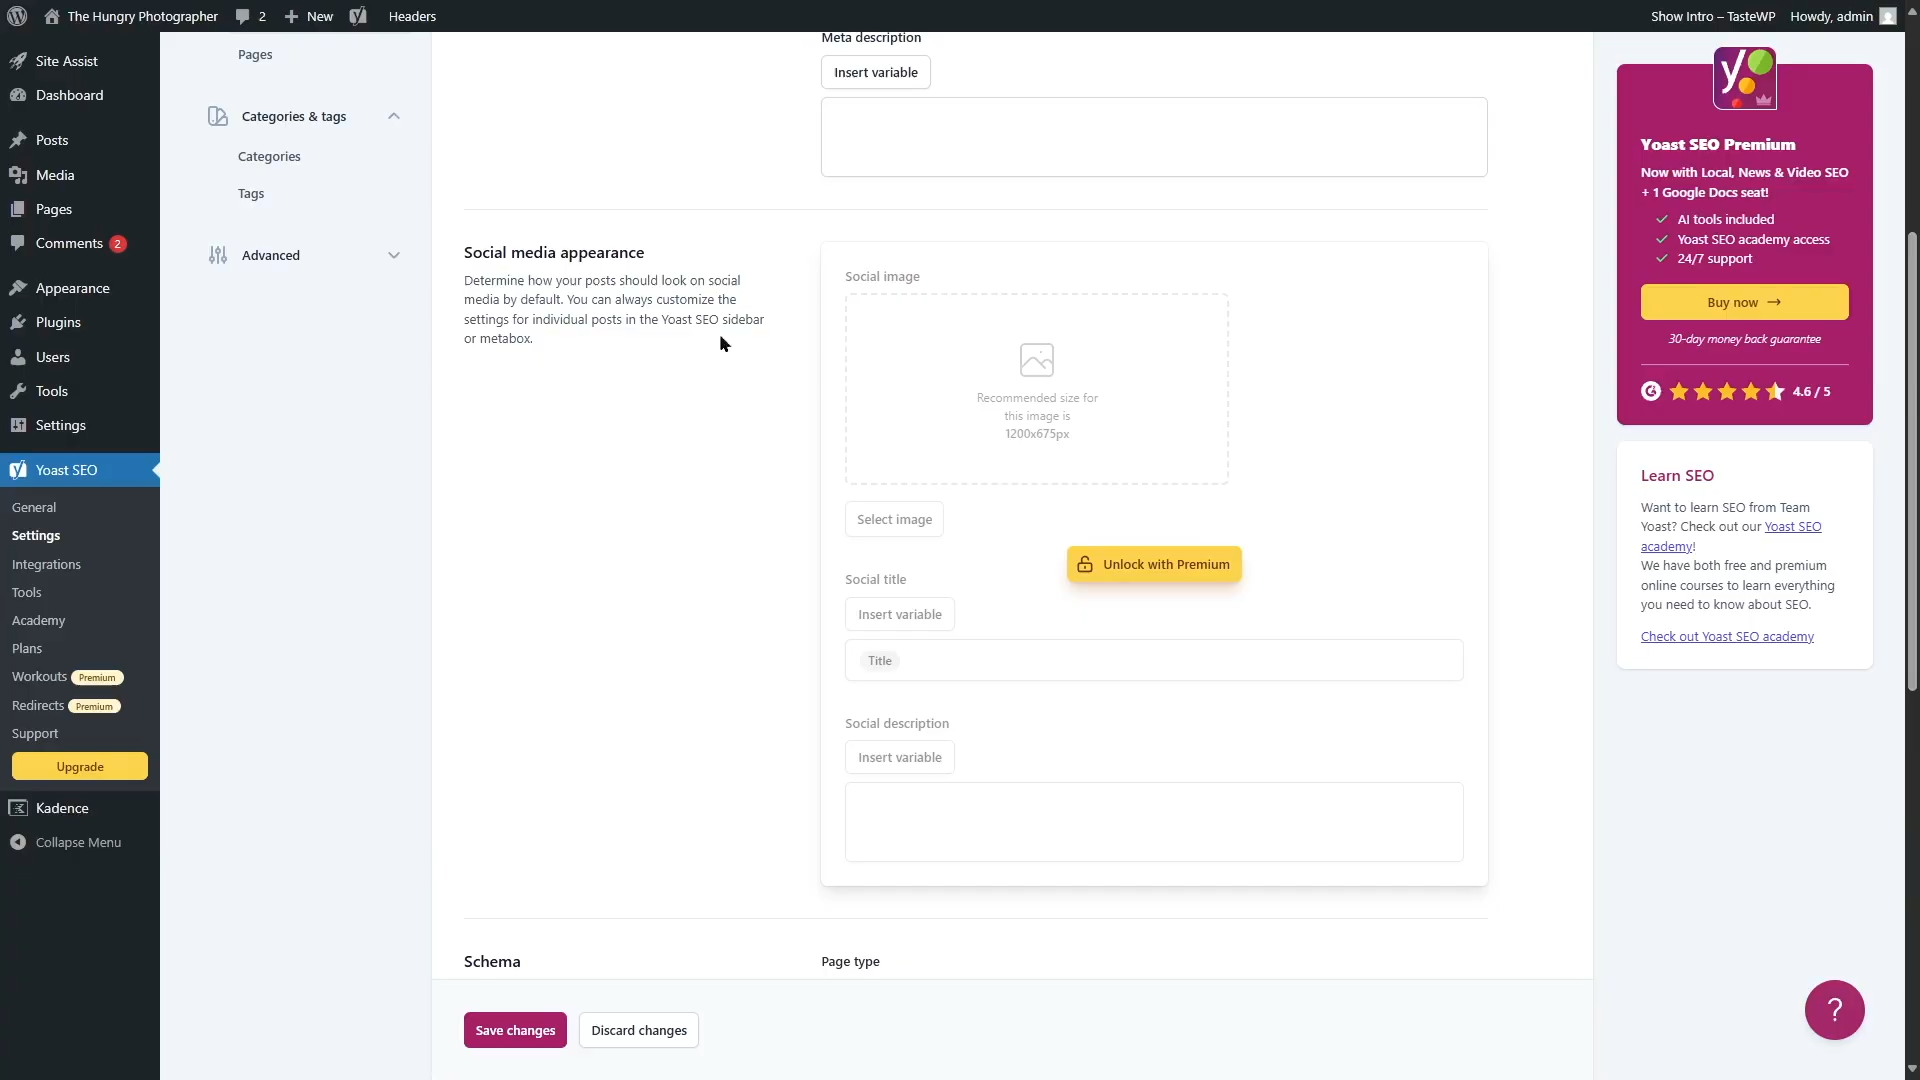 The Hungry Photographer
2
New
Headers
Show Intro – TasteWP
Howdy, admin
Site Assist
Dashboard
Posts
Media
Pages
Comments 2
Appearance
Plugins
Users
Tools
Settings
Yoast SEO
General
Settings
Integrations
Tools
Academy
Plans
Workouts Premium
Redirects Premium
Support
Upgrade
Kadence
Collapse Menu
Pages
Categories & tags
Categories
Tags
Advanced
Meta description
Insert variable
Social media appearance
Determine how your posts should look on social
media by default. You can always customize the
settings for individual posts in the Yoast SEO sidebar
or metabox.
Social image
Recommended size for
this image is
1200x675px
Select image
Unlock with Premium
Social title
Insert variable
Title
Social description
Insert variable
Schema
Page type
Save changes
Discard changes
Yoast SEO Premium
Now with Local, News & Video SEO
+ 1 Google Docs seat!
AI tools included
Yoast SEO academy access
24/7 support
Buy now →
30-day money back guarantee
4.6 / 5
Learn SEO
Want to learn SEO from Team
Yoast? Check out our Yoast SEO
academy!
We have both free and premium
online courses to learn everything
you need to know about SEO.
Check out Yoast SEO academy
?